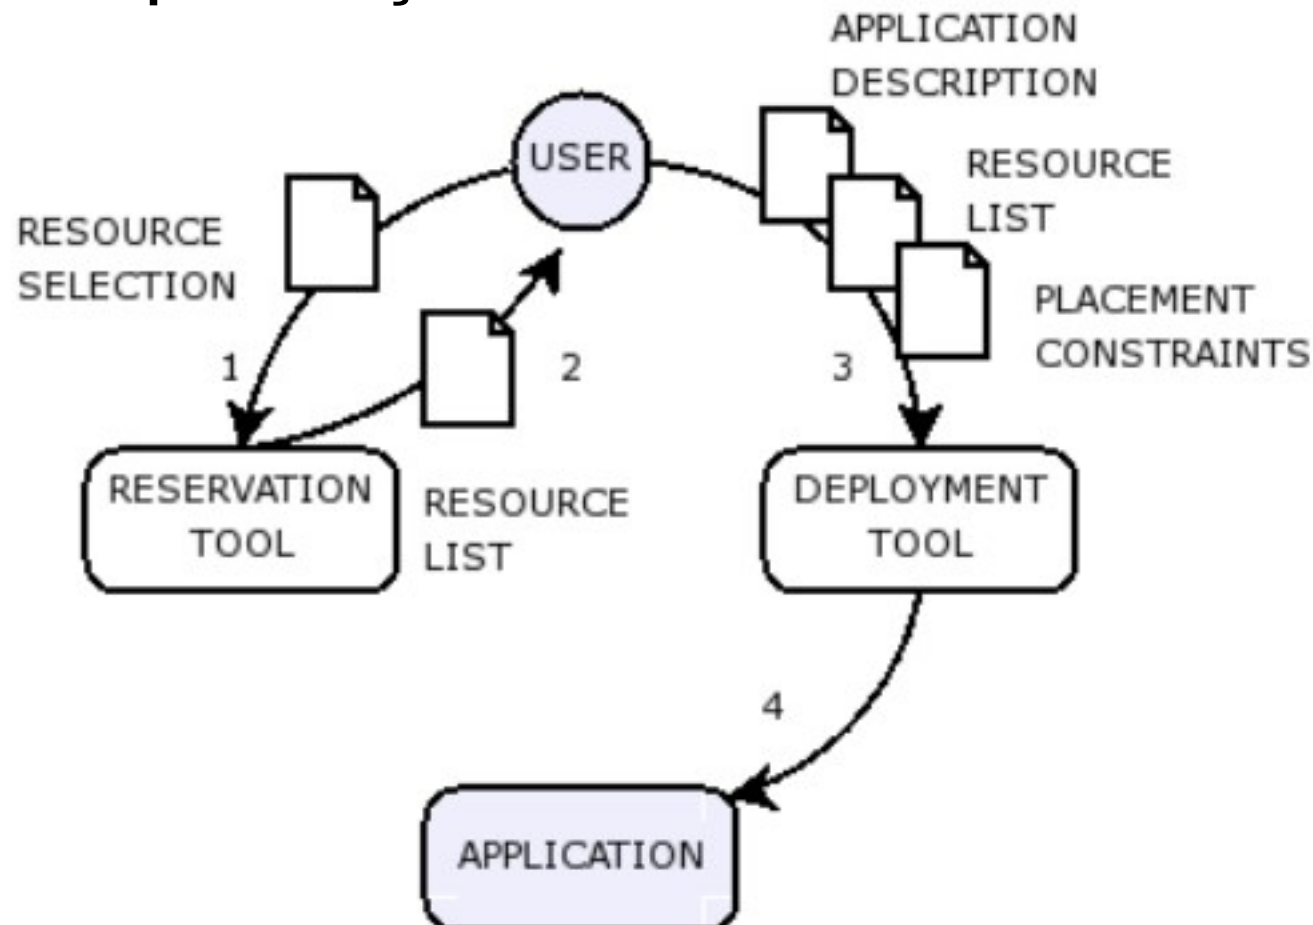 APPLICATION
DESCRIPTION
USER
RESOURCE
LIST
RESOURCE
SELECTION
PLACEMENT
CONSTRAINTS
1
2
3
RESERVATION
TOOL
RESOURCE
LIST
DEPLOYMENT
TOOL
4
APPLICATION